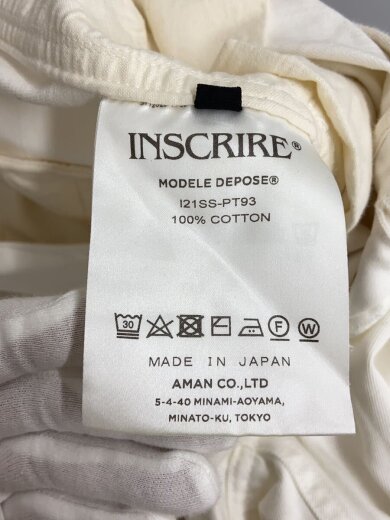 INSCRIRE®
MODELE DEPOSE®
I21SS-PT93
100% COTTON
30 F W
MADE IN JAPAN
AMAN CO.,LTD
5-4-40 MINAMI-AOYAMA,
MINATO-KU, TOKYO